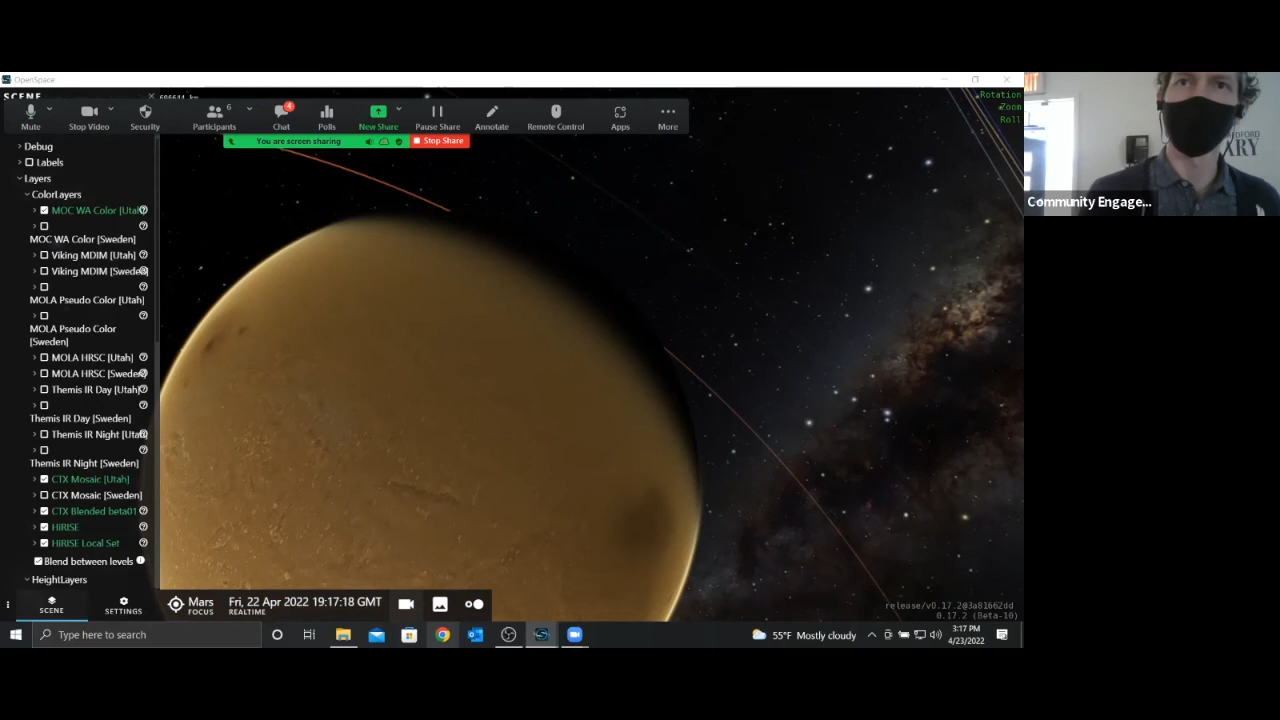 OpenSpace
SCENE
Mute
Stop Video
Security
6
Participants
4
Chat
Polls
New Share
Pause Share
Annotate
Remote Control
Apps
More
You are screen sharing
Stop Share
Rotation
Zoom
Roll
Debug
Labels
Layers
ColorLayers
MOC WA Color [Utah
MOC WA Color [Sweden]
Viking MDIM [Utah]
Viking MDIM [Sweden]
MOLA Pseudo Color [Utah]
MOLA Pseudo Color
[Sweden]
MOLA HRSC [Utah]
MOLA HRSC [Sweden]
Themis IR Day [Utah]
Themis IR Day [Sweden]
Themis IR Night [Utah]
Themis IR Night [Sweden]
CTX Mosaic [Utah]
CTX Mosaic [Sweden]
CTX Blended beta01
HiRISE
HiRISE Local Set
Blend between levels
HeightLayers
SCENE
SETTINGS
Mars
FOCUS
Fri, 22 Apr 2022 19:17:18 GMT
REALTIME
release/v0.17.2@3a81662dd
0.17.2 (Beta-10)
Type here to search
55°F Mostly cloudy
3:17 PM
4/23/2022
Community Engage...